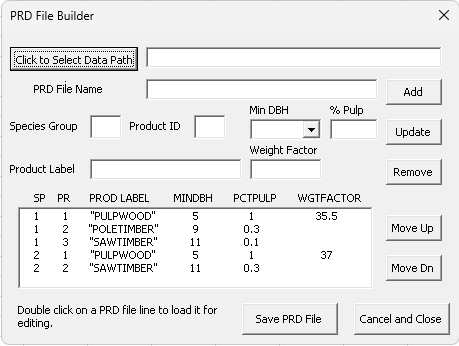 PRD File Builder
Click to Select Data Path
PRD File Name
Add
Min DBH % Pulp
Species Group Product ID Update
Weight Factor
Product Label Remove
SP PR PROD LABEL MINDBH PCTPULP WGTFACTOR
1 1 "PULPWOOD" 5 1 35.5
1 2 "POLETIMBER" 9 0.3
1 3 "SAWTIMBER" 11 0.1
2 1 "PULPWOOD" 5 1 37
2 2 "SAWTIMBER" 11 0.3
Move Up
Move Dn
Double click on a PRD file line to load it for
editing.
Save PRD File Cancel and Close